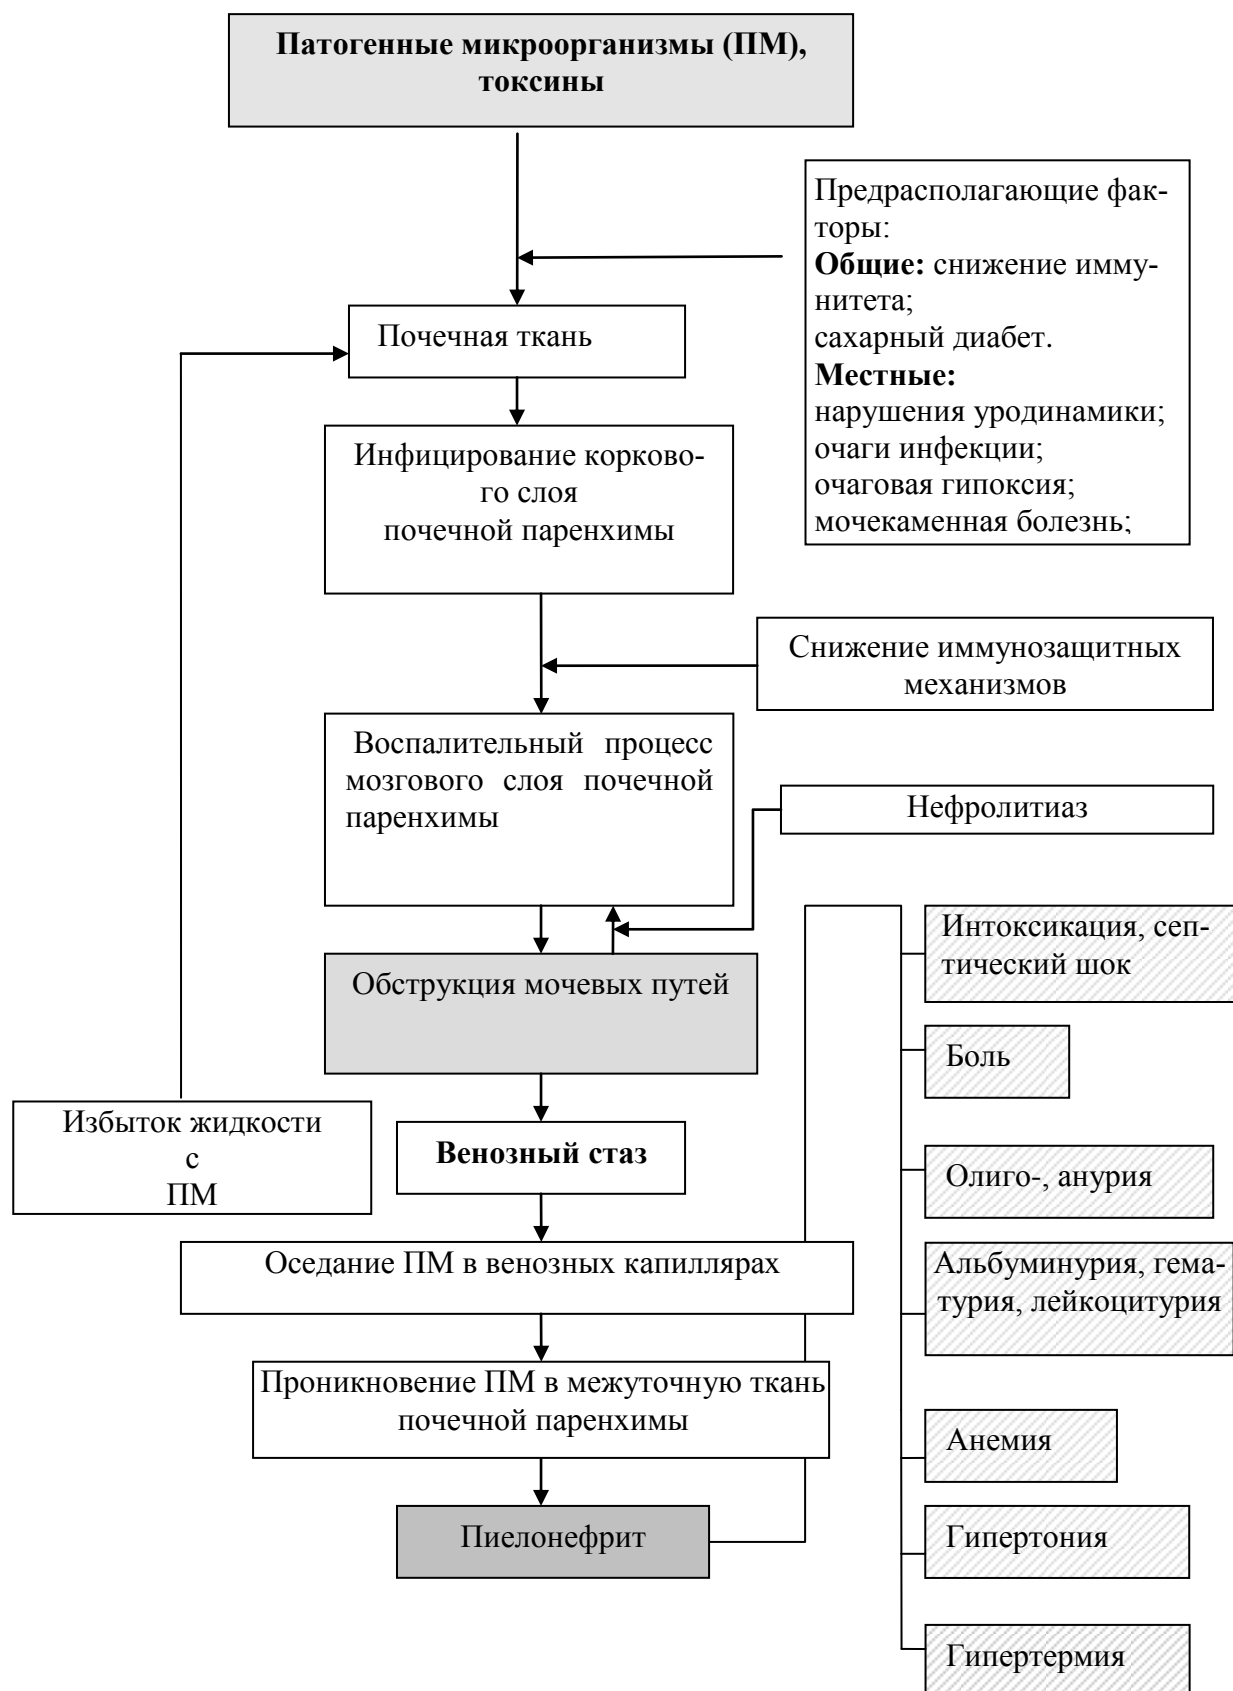 Патогенные микроорганизмы (ПМ),
токсины
Предрасполагающие фак-
торы:
Общие: снижение имму-
нитета;
сахарный диабет.
Местные:
нарушения уродинамики;
очаги инфекции;
очаговая гипоксия;
мочекаменная болезнь;
Почечная ткань
Инфицирование корково-
го слоя
почечной паренхимы
Снижение иммунозащитных
механизмов
Воспалительный процесс
мозгового слоя почечной
паренхимы
Нефролитиаз
Обструкция мочевых путей
Избыток жидкости
с
ПМ
Венозный стаз
Оседание ПМ в венозных капиллярах
Проникновение ПМ в межуточную ткань
почечной паренхимы
Пиелонефрит
Интоксикация, сеп-
тический шок
Боль
Олиго-, анурия
Альбуминурия, гема-
турия, лейкоцитурия
Анемия
Гипертония
Гипертермия